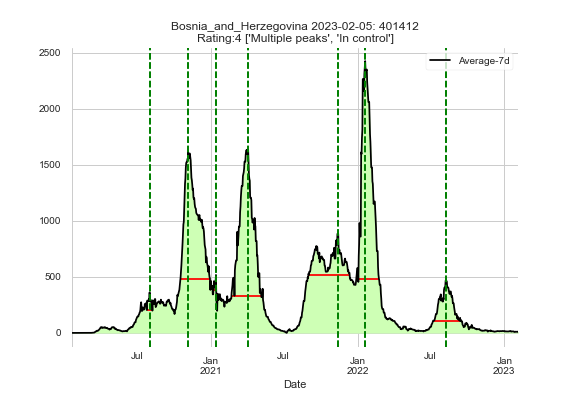 Bosnia_and_Herzegovina 2023-02-05: 401412
Rating:4 ['Multiple peaks', 'In control']
Average-7d
2500
2000
1500
1000
500
0
Jul
Jan
2021
Jul
Jan
2022
Jul
Jan
2023
Date